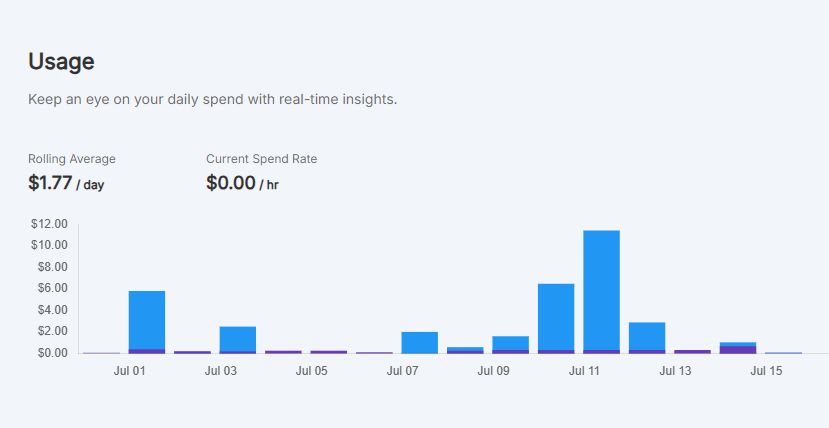 Usage
Keep an eye on your daily spend with real-time insights.
Rolling Average
Current Spend Rate
$1.77 / day
$0.00 / hr
$12.00
$10.00
$8.00
$6.00
$4.00
$2.00
$0.00
Jul 01
Jul 03
Jul 05
Jul 07
Jul 09
Jul 11
Jul 13
Jul 15